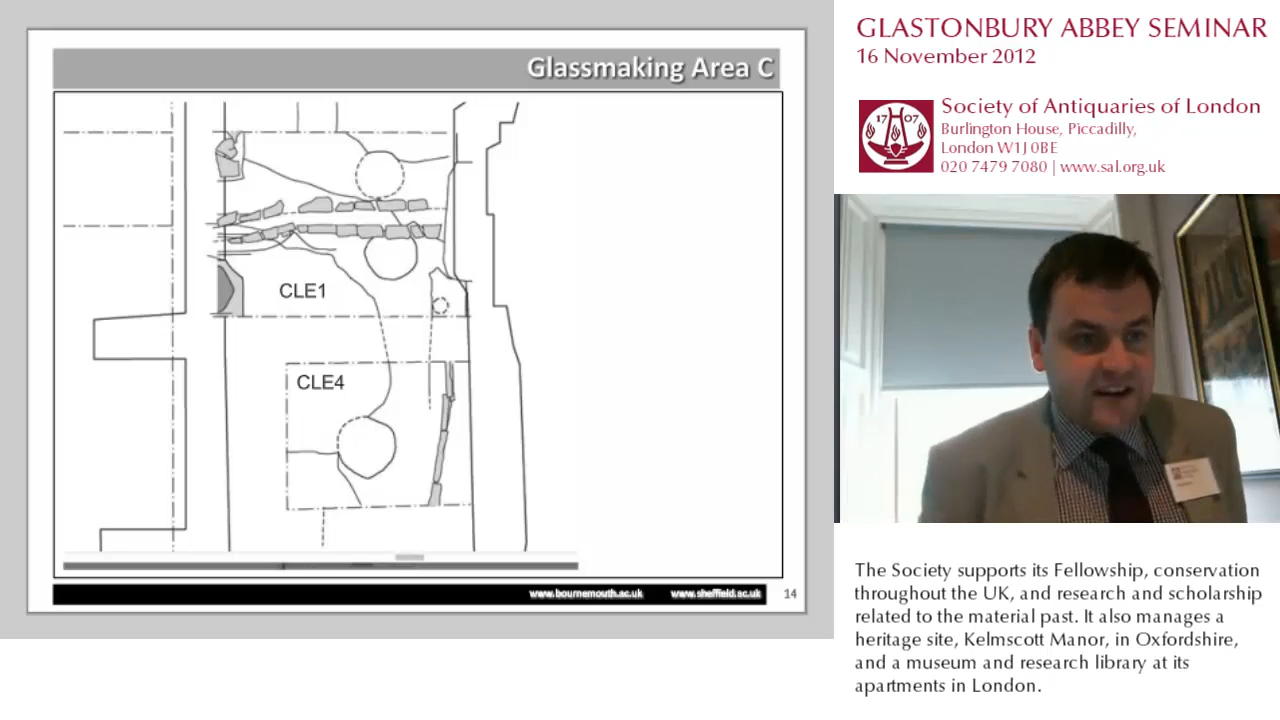 Glassmaking Area C
CLE1
CLE4
www.bournemouth.ac.uk www.sheffield.ac.uk 14
GLASTONBURY ABBEY SEMINAR
16 November 2012
17 07
Society of Antiquaries of London
Burlington House, Piccadilly,
London W1J 0BE
020 7479 7080 | www.sal.org.uk
The Society supports its Fellowship, conservation
throughout the UK, and research and scholarship
related to the material past. It also manages a
heritage site, Kelmscott Manor, in Oxfordshire,
and a museum and research library at its
apartments in London.